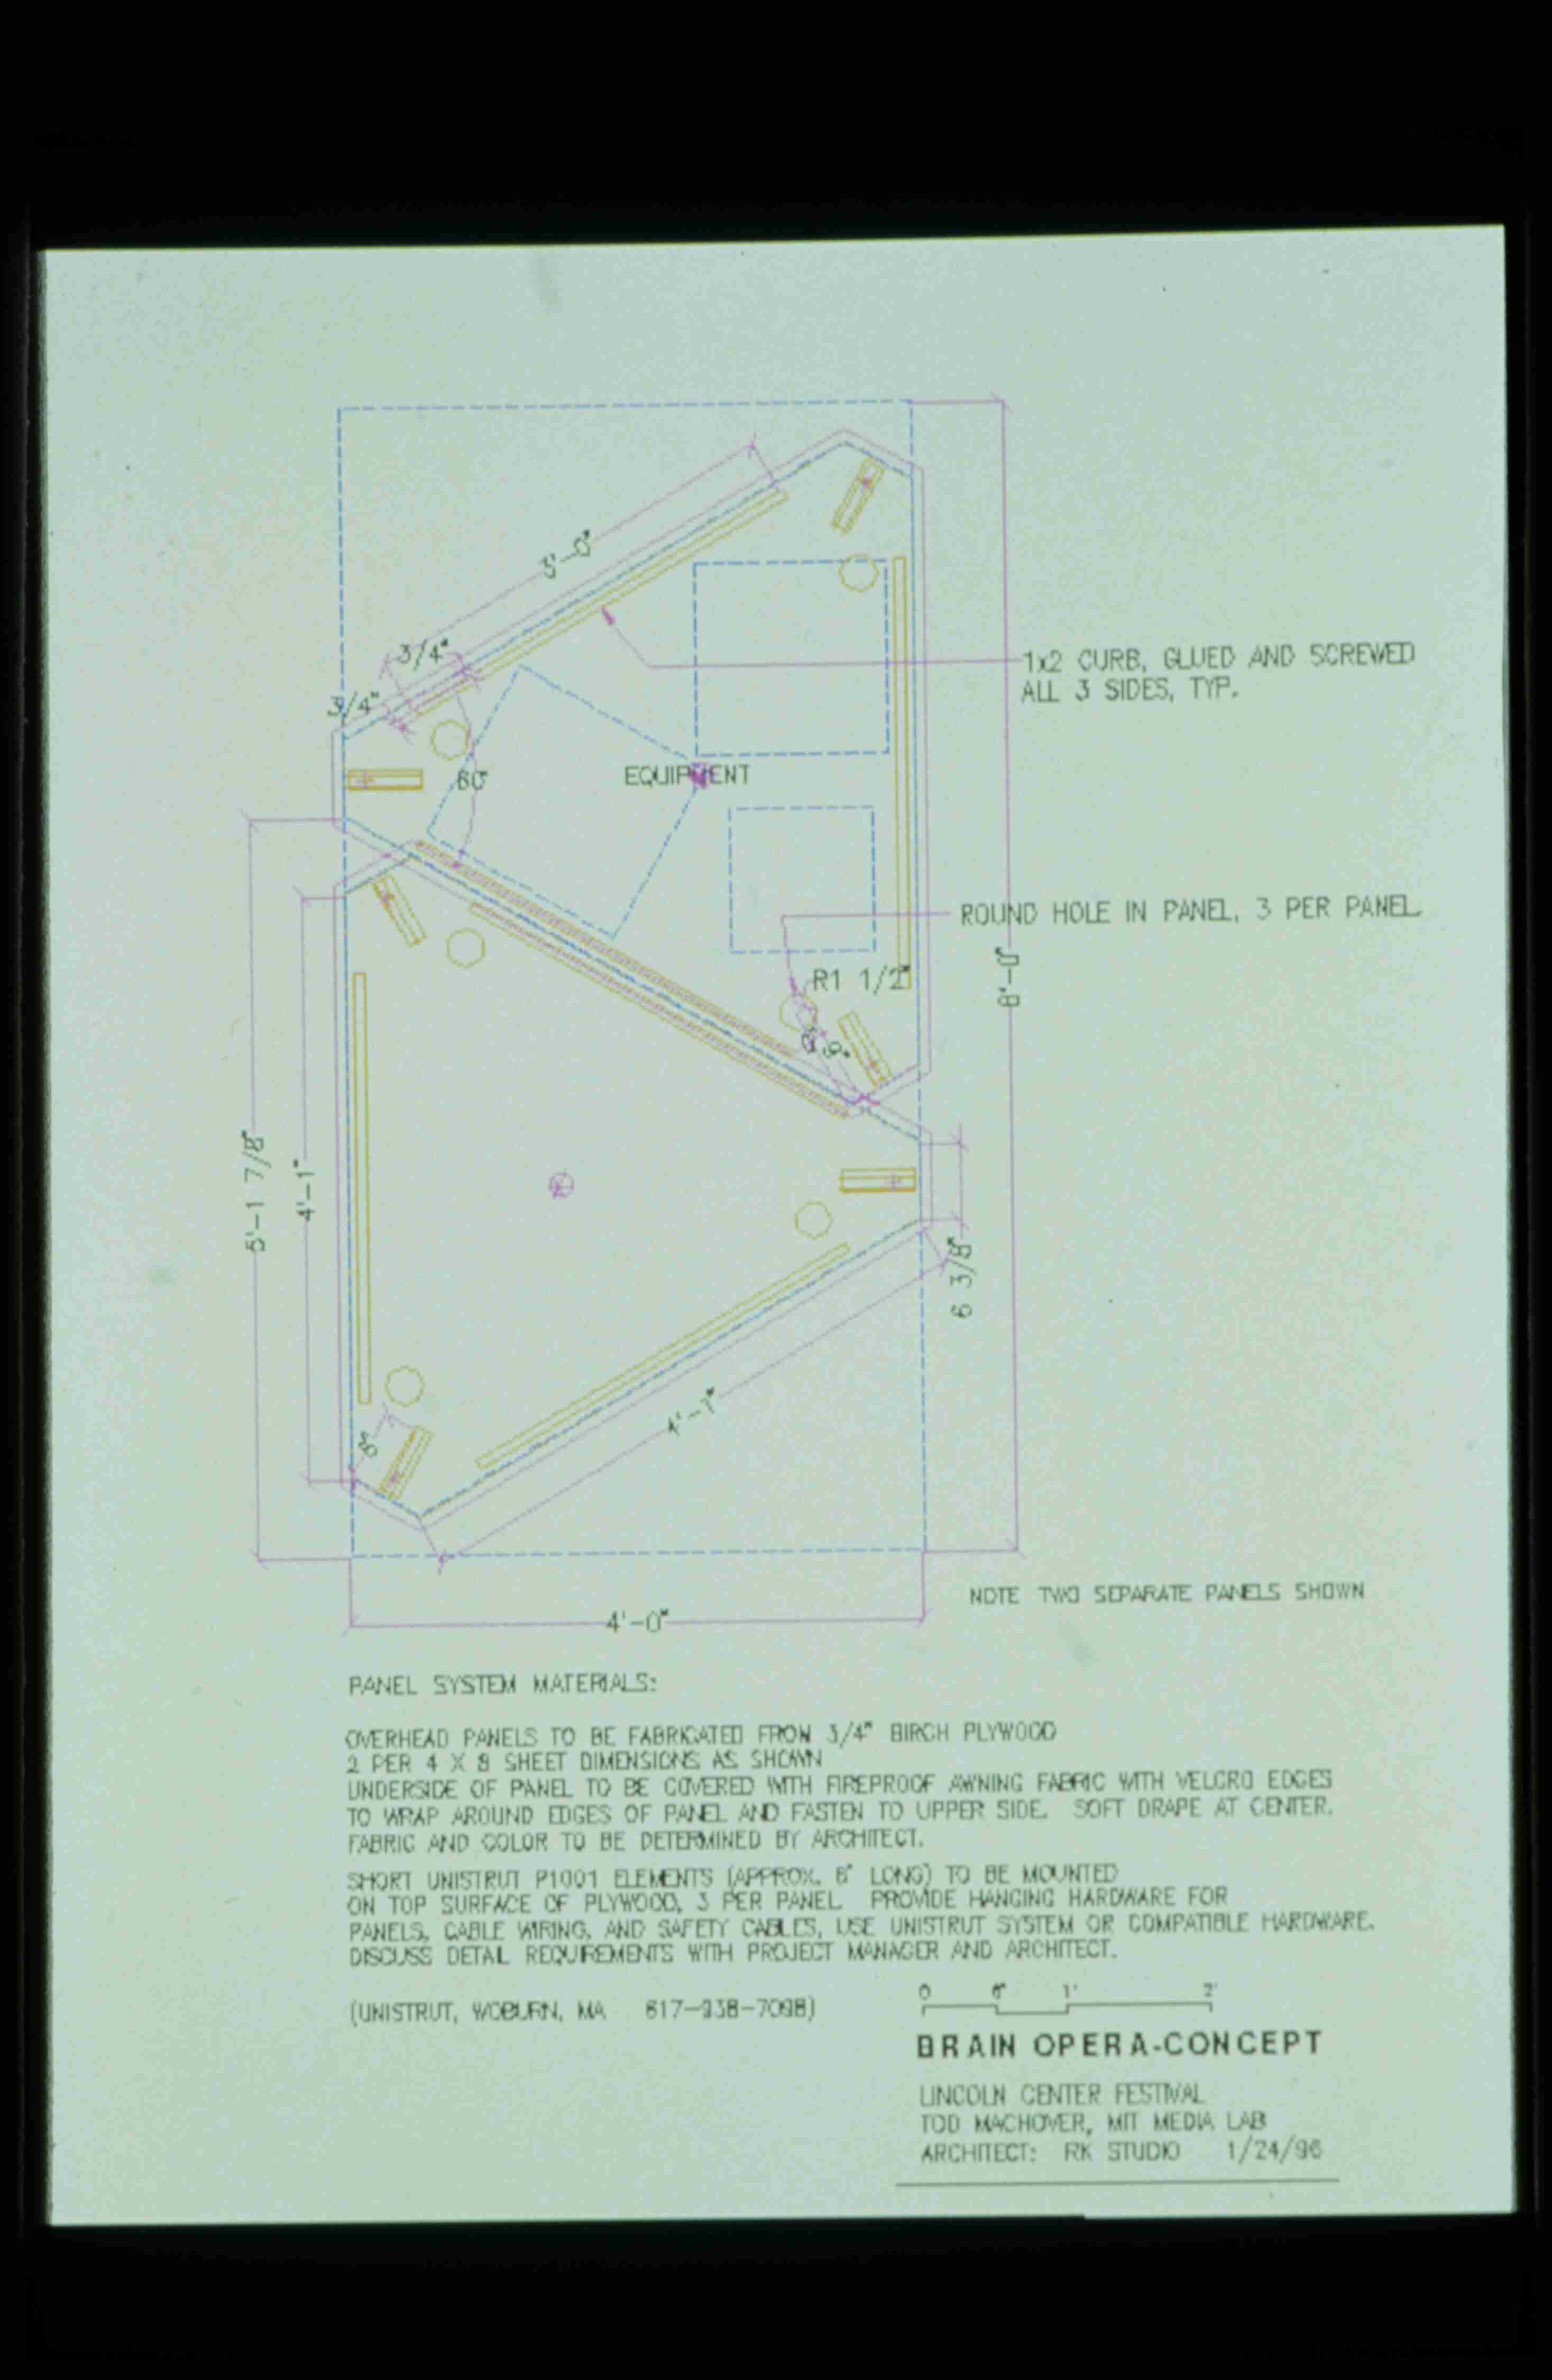 3'-0"
3/4"
3/4"
1x2 CURB, GLUED AND SCREWED
ALL 3 SIDES, TYP.
60°
EQUIPMENT
ROUND HOLE IN PANEL, 3 PER PANEL
R1 1/2"
8'-0"
5'-1 7/8"
4'-1"
6 3/8"
4'-1"
8"
NOTE TWO SEPARATE PANELS SHOWN
4'-0"
PANEL SYSTEM MATERIALS:
OVERHEAD PANELS TO BE FABRICATED FROM 3/4" BIRCH PLYWOOD
2 PER 4 X 8 SHEET DIMENSIONS AS SHOWN
UNDERSIDE OF PANEL TO BE COVERED WITH FIREPROOF AWNING FABRIC WITH VELCRO EDGES
TO WRAP AROUND EDGES OF PANEL AND FASTEN TO UPPER SIDE. SOFT DRAPE AT CENTER.
FABRIC AND COLOR TO BE DETERMINED BY ARCHITECT.
SHORT UNISTRUT P1001 ELEMENTS (APPROX. 6" LONG) TO BE MOUNTED
ON TOP SURFACE OF PLYWOOD, 3 PER PANEL PROVIDE HANGING HARDWARE FOR
PANELS, CABLE WIRING, AND SAFETY CABLES, USE UNISTRUT SYSTEM OR COMPATIBLE HARDWARE.
DISCUSS DETAIL REQUIREMENTS WITH PROJECT MANAGER AND ARCHITECT.
(UNISTRUT, WOBURN, MA 617-938-7098)
0 6" 1' 2'
BRAIN OPERA-CONCEPT
LINCOLN CENTER FESTIVAL
TOD MACHOVER, MIT MEDIA LAB
ARCHITECT: RK STUDIO 1/24/96